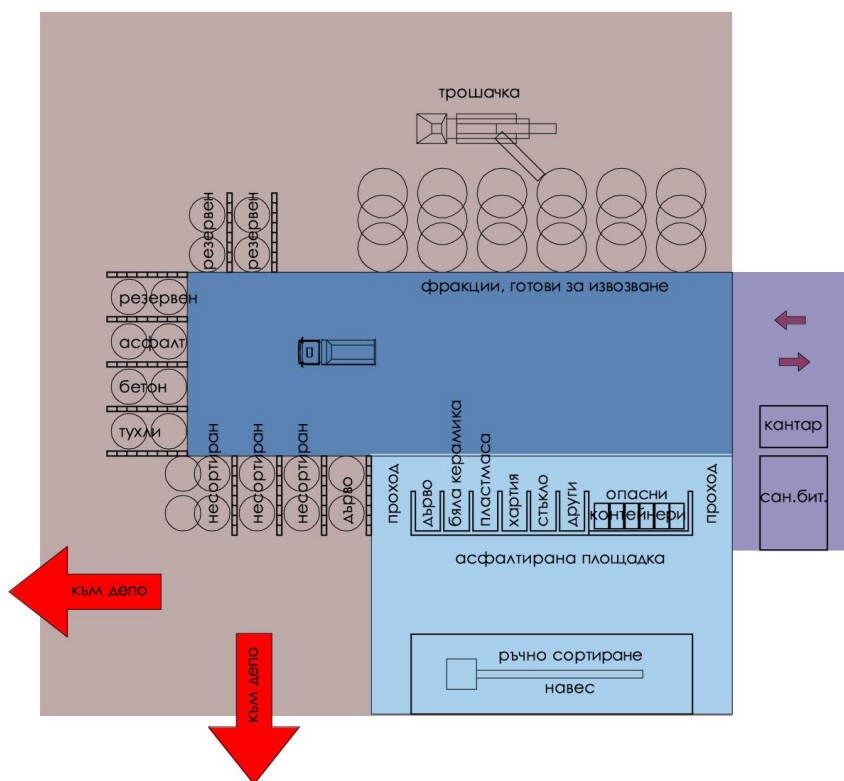 трошачка
резервен
резервен
фракции, готови за извозване
резервен
асфалт
бетон
тухли
кантар
сан.бит.
несортиран
несортиран
несортиран
дърво
проход
дърво
бяла керамика
пластмаса
хартия
стъкло
други
опасни
контейнери
проход
асфалтирана площадка
към депо
към депо
ръчно сортиране
навес